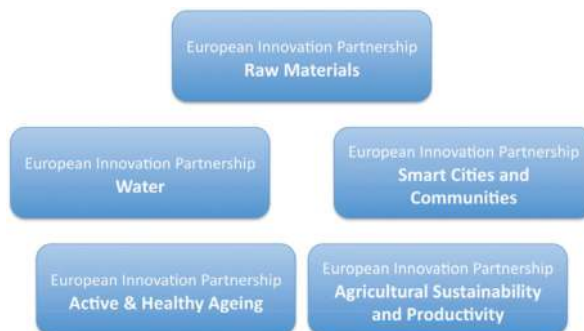 European Innovation Partnership
Raw Materials
European Innovation Partnership
Water
European Innovation Partnership
Smart Cities and
Communities
European Innovation Partnership
Active & Healthy Ageing
European Innovation Partnership
Agricultural Sustainability
and Productivity